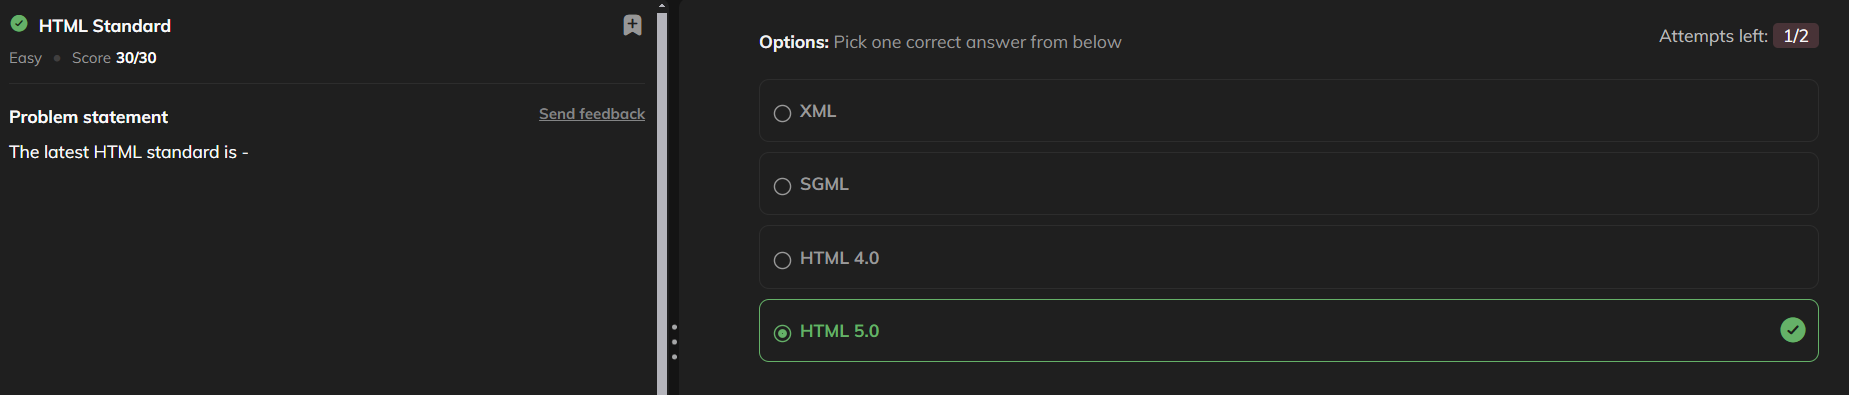 HTML Standard
Easy • Score 30/30
Problem statement
Send feedback
The latest HTML standard is -
Options: Pick one correct answer from below
Attempts left: 1/2
XML
SGML
HTML 4.0
HTML 5.0